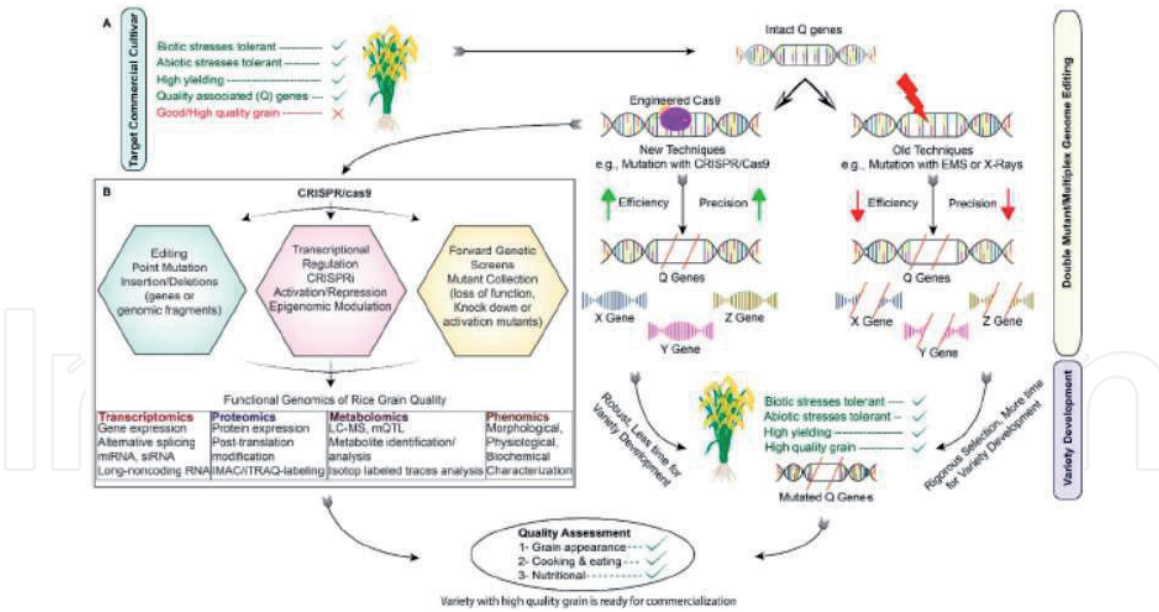 A
Target Commercial Cultivar
Biotic stresses tolerant
Abiotic stresses tolerant
High yielding
Quality associated (Q) genes
Good/High quality grain
Intact Q genes
Engineered Cas9
New Techniques
e.g., Mutation with CRISPR/Cas9
Old Techniques
e.g., Mutation with EMS or X-Rays
Efficiency
Precision
Efficiency
Precision
Q Genes
Q Genes
X Gene
Z Gene
Y Gene
X Gene
Z Gene
Y Gene
Double Mutant/Multiplex Genome Editing
B
CRISPR/cas9
Editing
Point Mutation
Insertion/Deletions
(genes or
genomic fragments)
Transcriptional
Regulation
CRISPRi
Activation/Repression
Epigenomic Modulation
Forward Genetic
Screens
Mutant Collection
(loss of function,
Knock down or
activation mutants)
Functional Genomics of Rice Grain Quality
Transcriptomics
Gene expression
Alternative splicing
miRNA, siRNA
Long-noncoding RNA
Proteomics
Protein expression
Post-translation
modification
IMAC/iTRAQ-labeling
Metabolomics
LC-MS, mQTL
Metabolite identification/
analysis
Isotop labeled traces analysis
Phenomics
Morphological,
Physiological,
Biochemical
Characterization
Robust, Less time for
Variety Development
Biotic stresses tolerant
Abiotic stresses tolerant
High yielding
High quality grain
Mutated Q Genes
Rigorous Selection, More time
for Variety Development
Variety Development
Quality Assessment
1- Grain appearance
2- Cooking & eating
3- Nutritional
Variety with high quality grain is ready for commercialization